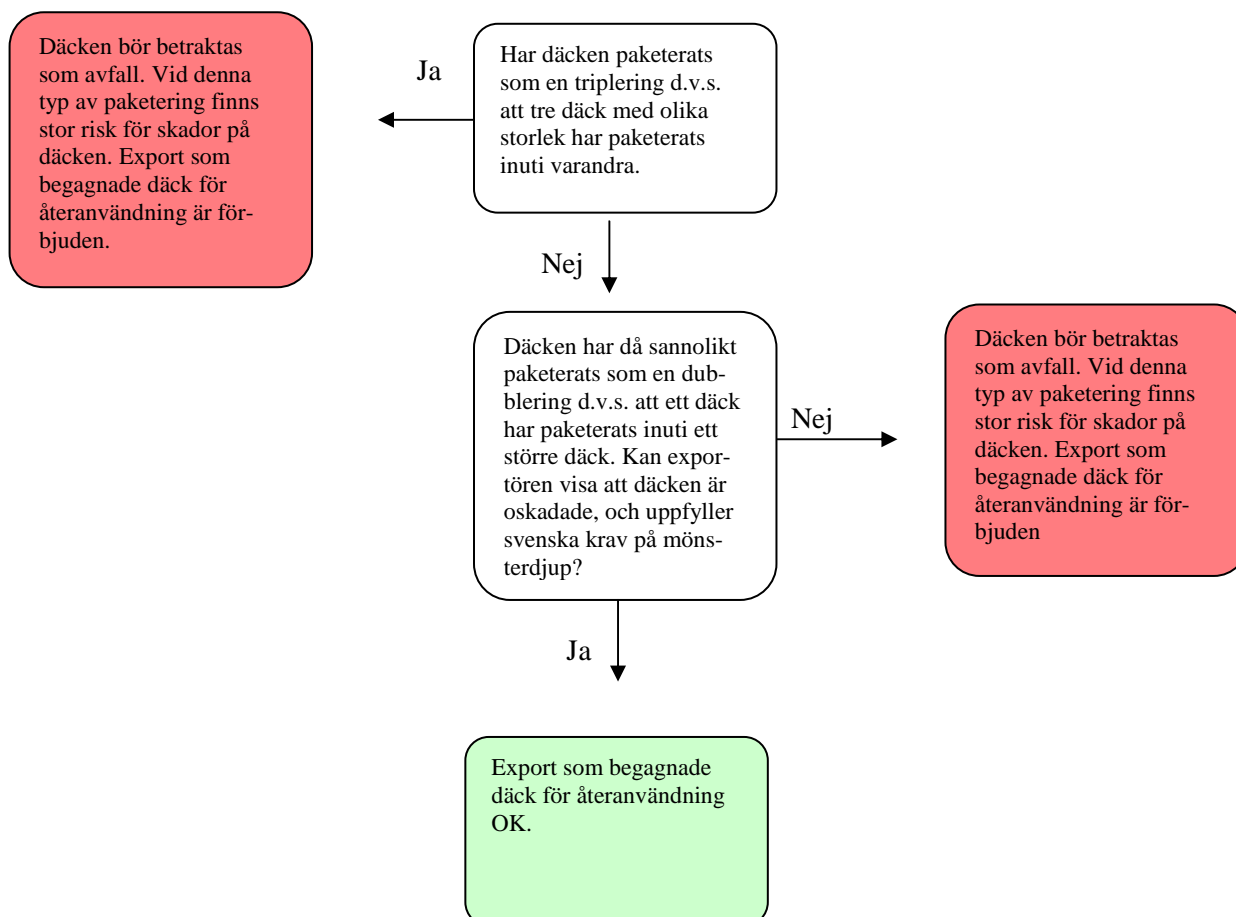 Däcken bör betraktas
som avfall. Vid denna
typ av paketering finns
stor risk för skador på
däcken. Export som
begagnade däck för
återanvändning är för-
bjuden.
Ja
Har däcken paketerats
som en triplering d.v.s.
att tre däck med olika
storlek har paketerats
inuti varandra.
Nej
Däcken har då sannolikt
paketerats som en dub-
blering d.v.s. att ett däck
har paketerats inuti ett
större däck. Kan expor-
tören visa att däcken är
oskadade, och uppfyller
svenska krav på möns-
terdjup?
Nej
Däcken bör betraktas
som avfall. Vid denna
typ av paketering finns
stor risk för skador på
däcken. Export som
begagnade däck för
återanvändning är för-
bjuden
Ja
Export som begagnade
däck för återanvändning
OK.